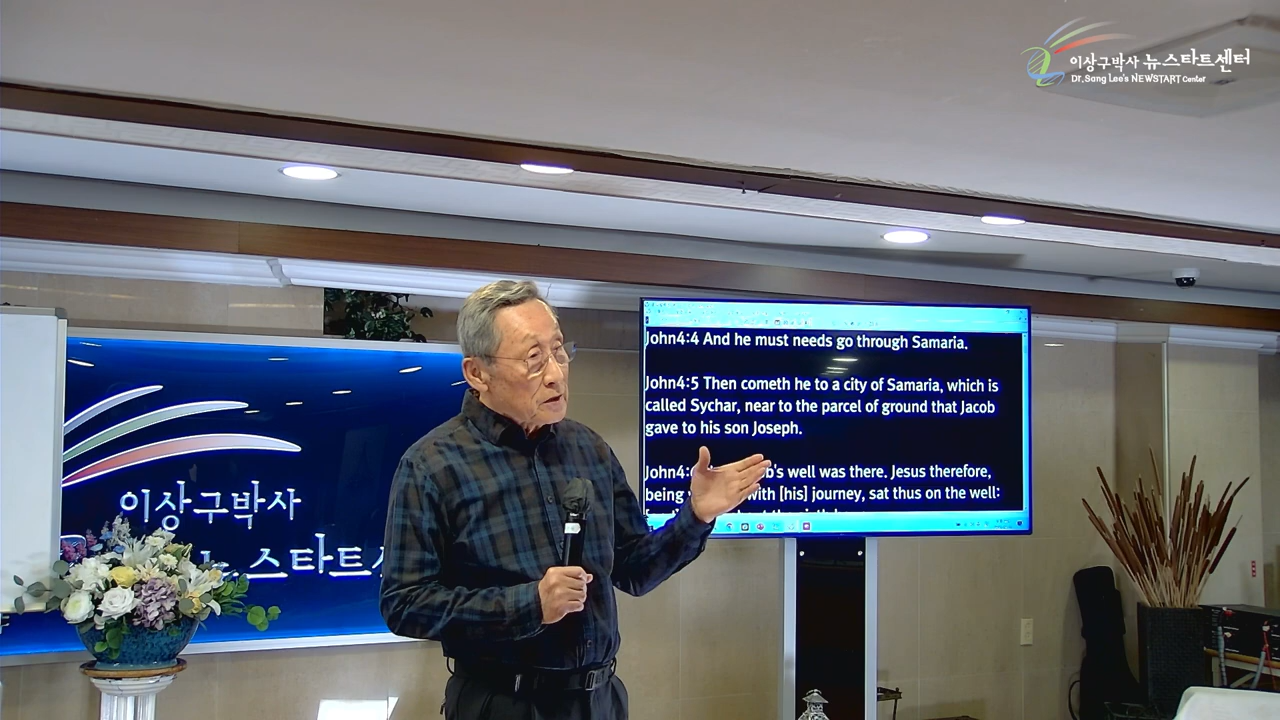 이상구박사 뉴스타트센터
Dr. Sang Lee's NEWSTART Center
John4:4 And he must needs go through Samaria.
John4:5 Then cometh he to a city of Samaria, which is
called Sychar, near to the parcel of ground that Jacob
gave to his son Joseph.
well was there. Jesus therefore,
being with [his] journey, sat thus on the well:
이상구박사
뉴스타트